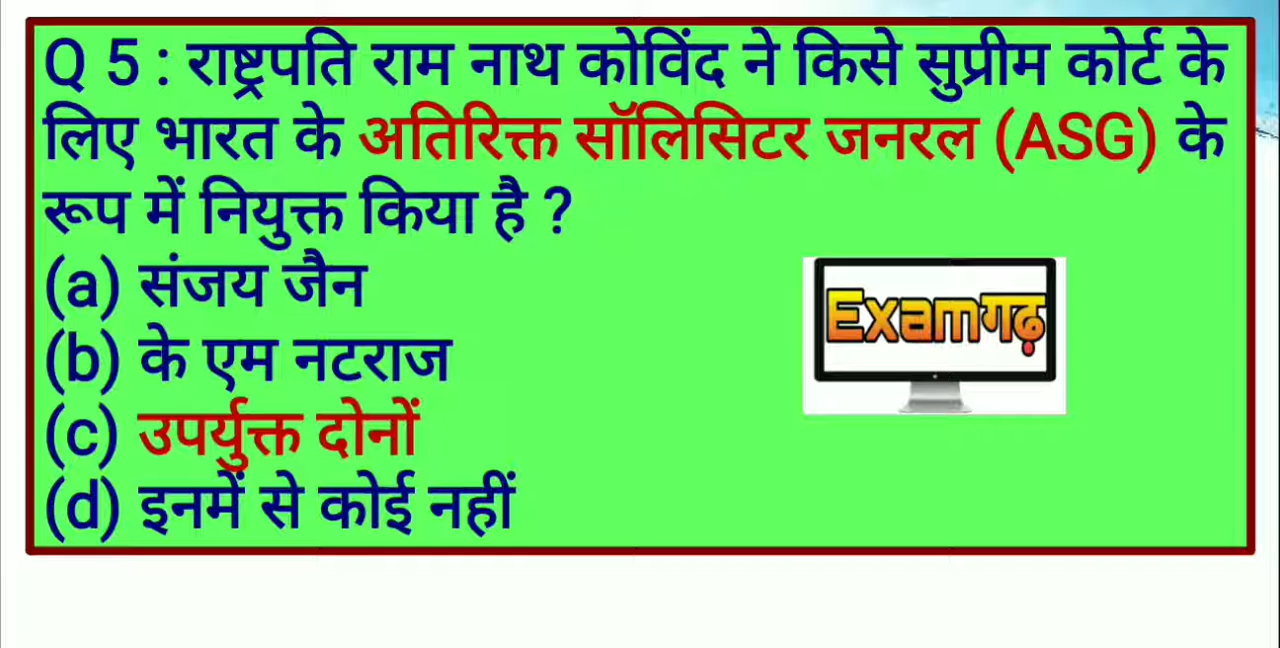 Q 5 : राष्ट्रपति राम नाथ कोविंद ने किसे सुप्रीम कोर्ट के
लिए भारत के अतिरिक्त सॉलिसिटर जनरल (ASG) के
रूप में नियुक्त किया है ?
(a) संजय जैन
(b) के एम नटराज
(c) उपर्युक्त दोनों
(d) इनमें से कोई नहीं
Examगढ़